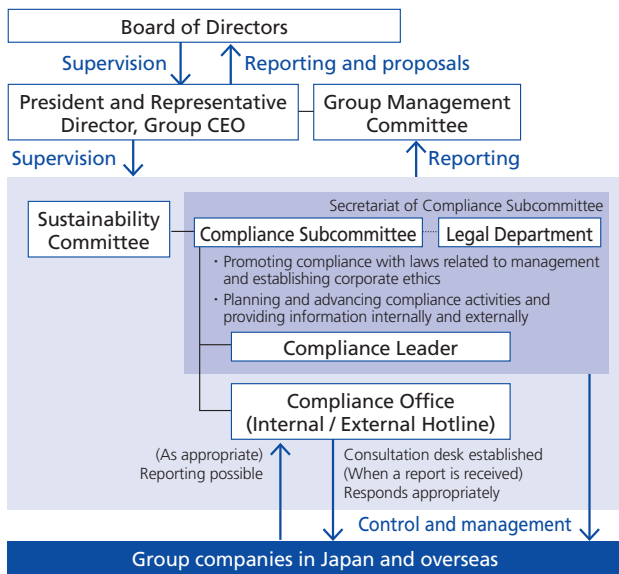 Board of Directors
Supervision
Reporting and proposals
President and Representative
Director, Group CEO
Group Management
Committee
Supervision
Reporting
Secretariat of Compliance Subcommittee
Sustainability
Committee
Compliance Subcommittee
Legal Department
・Promoting compliance with laws related to management
and establishing corporate ethics
・Planning and advancing compliance activities and
providing information internally and externally
Compliance Leader
Compliance Office
(Internal / External Hotline)
(As appropriate)
Reporting possible
Consultation desk established
(When a report is received)
Responds appropriately
Control and management
Group companies in Japan and overseas